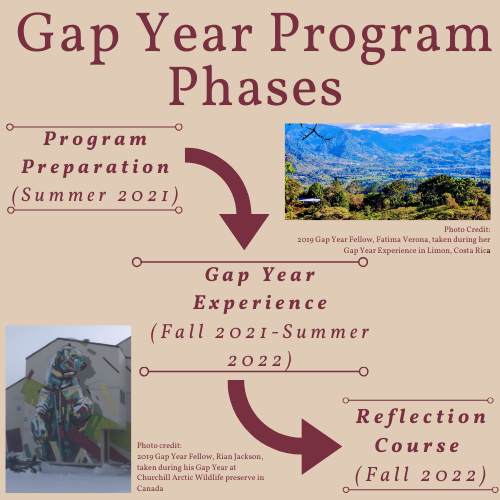 Gap Year Program
Phases
Program
Preparation
(Summer 2021)
Photo Credit:
2019 Gap Year Fellow, Fatima Verona, taken during her
Gap Year Experience in Limon, Costa Rica
Gap Year
Experience
(Fall 2021-Summer
2022)
Photo credit:
2019 Gap Year Fellow, Rian Jackson,
taken during his Gap Year at
Churchill Arctic Wildlife preserve in
Canada
Reflection
Course
(Fall 2022)